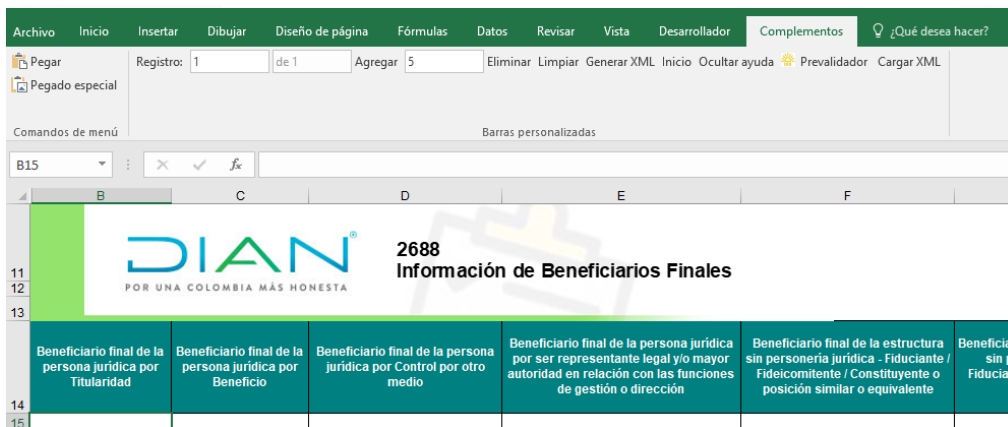 Archivo Inicio Insertar Dibujar Diseño de página Fórmulas Datos Revisar Vista Desarrollador Complementos ¿Qué desea hacer?
Pegar Registro: 1 de 1 Agregar 5 Eliminar Limpiar Generar XML Inicio Ocultar ayuda Prevalidador Cargar XML
Pegado especial
Comandos de menú Barras personalizadas
B15 fx
B C D E F
DIAN®
POR UNA COLOMBIA MÁS HONESTA
2688
Información de Beneficiarios Finales
11
12
13
Beneficiario final de la
persona jurídica por
Titularidad
Beneficiario final de la
persona jurídica por
Beneficio
Beneficiario final de la persona
jurídica por Control por otro
medio
Beneficiario final de la persona jurídica
por ser representante legal y/o mayor
autoridad en relación con las funciones
de gestión o dirección
Beneficiario final de la estructura
sin personería jurídica - Fiduciante /
Fideicomitente / Constituyente o
posición similar o equivalente
14
15